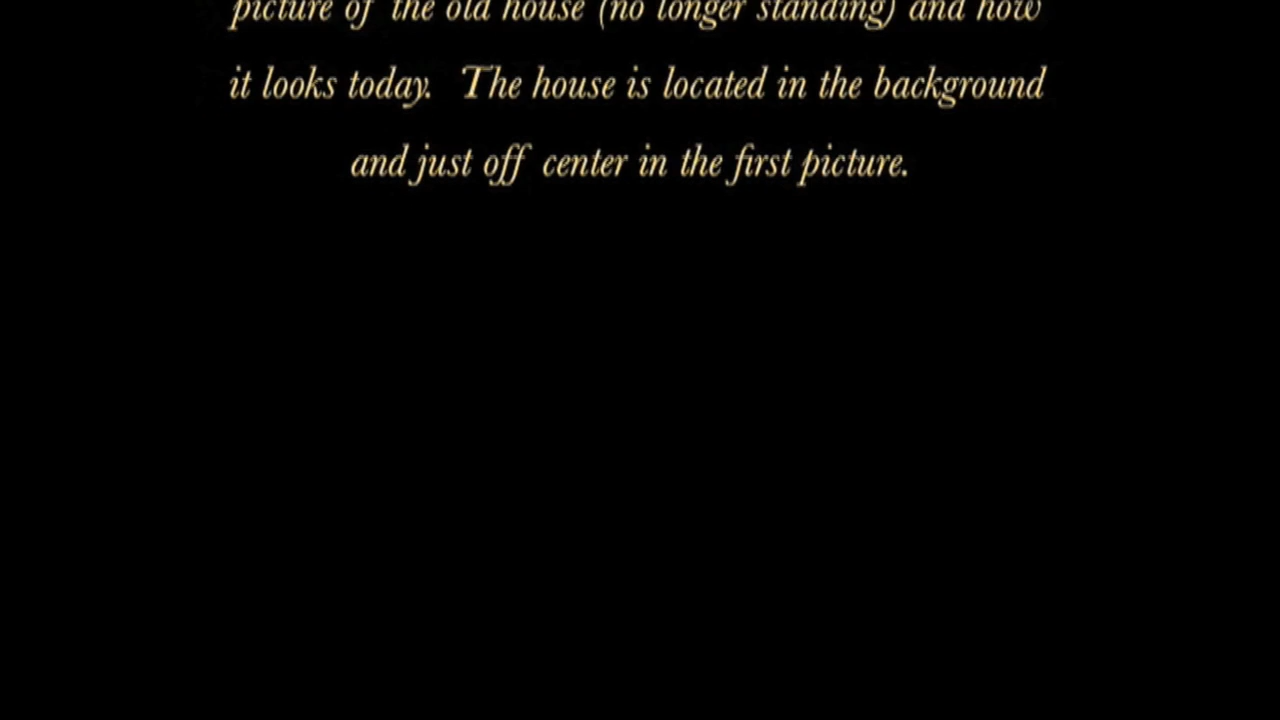 picture of the old house (no longer standing) and how
it looks today. The house is located in the background
and just off center in the first picture.